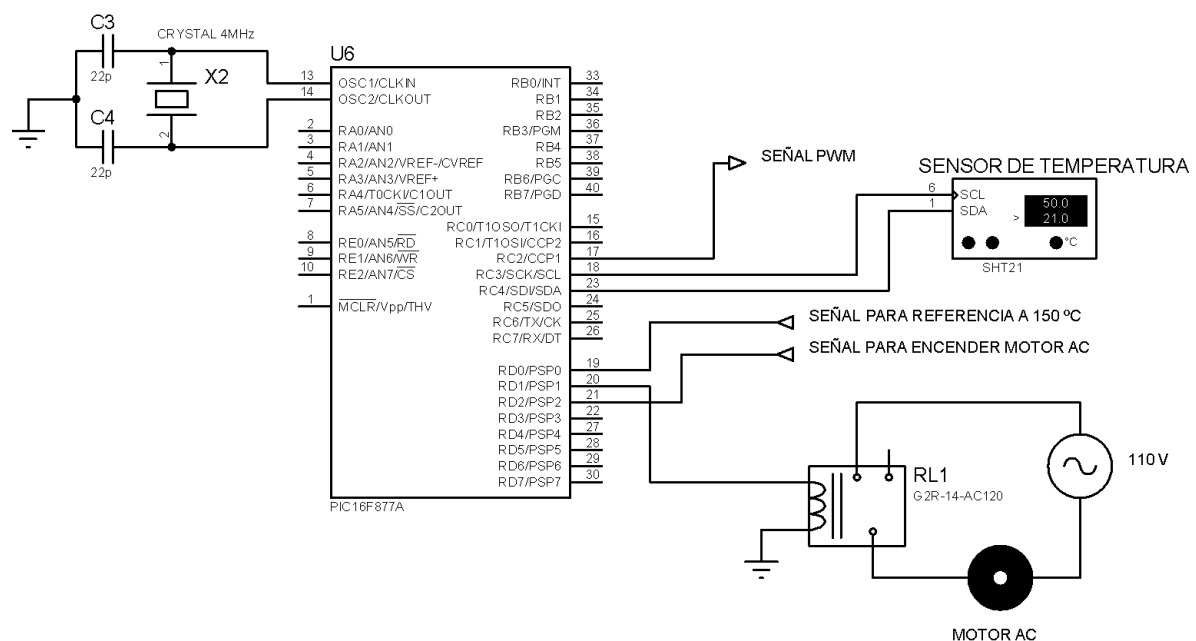 C3
22p
CRYSTAL 4MHz
1
X2
2
C4
22p
U6
13 OSC1/CLKIN
14 OSC2/CLKOUT
2 RA0/AN0
3 RA1/AN1
4 RA2/AN2/VREF-/CVREF
5 RA3/AN3/VREF+
6 RA4/T0CKI/C1OUT
7 RA5/AN4/SS/C2OUT
8 RE0/AN5/RD
9 RE1/AN6/WR
10 RE2/AN7/CS
1 MCLR/Vpp/THV
RB0/INT 33
RB1 34
RB2 35
RB3/PGM 36
RB4 37
RB5 38
RB6/PGC 39
RB7/PGD 40
RC0/T1OSO/T1CKI 15
RC1/T1OSI/CCP2 16
RC2/CCP1 17
RC3/SCK/SCL 18
RC4/SDI/SDA 23
RC5/SDO 24
RC6/TX/CK 25
RC7/RX/DT 26
RD0/PSP0 19
RD1/PSP1 20
RD2/PSP2 21
RD3/PSP3 22
RD4/PSP4 27
RD5/PSP5 28
RD6/PSP6 29
RD7/PSP7 30
PIC16F877A
SEÑAL PWM
SENSOR DE TEMPERATURA
6 SCL
1 SDA
50.0
> 21.0
°C
SHT21
SEÑAL PARA REFERENCIA A 150 ºC
SEÑAL PARA ENCENDER MOTOR AC
RL1
G2R-14-AC120
110 V
MOTOR AC